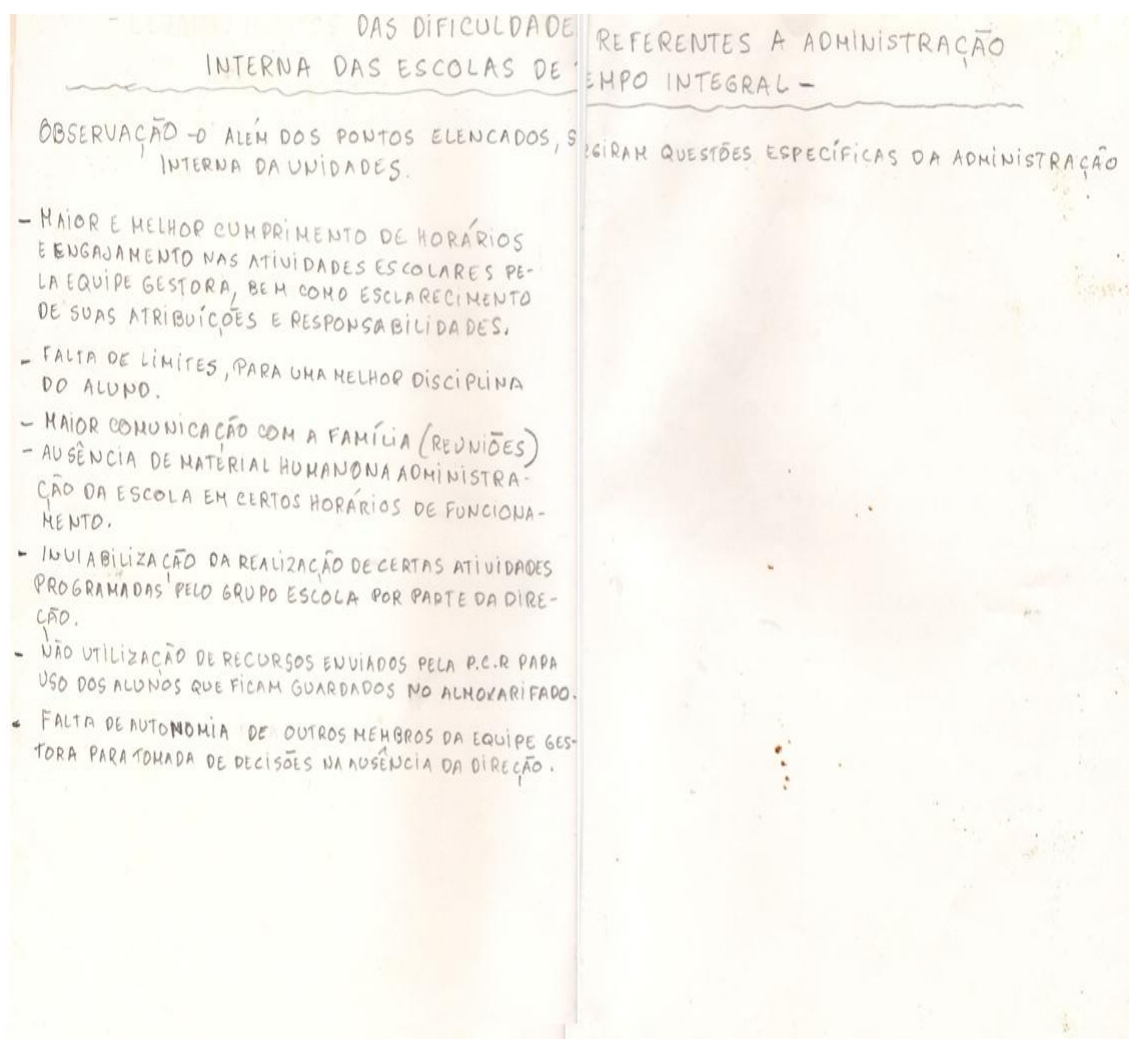 DAS DIFICULDADE REFERENTES A ADMINISTRAÇÃO
INTERNA DAS ESCOLAS DE TEMPO INTEGRAL -
OBSERVAÇÃO - O ALÉM DOS PONTOS ELENCADOS, SURGIRAM QUESTÕES ESPECÍFICAS DA ADMINISTRAÇÃO
INTERNA DA UNIDADES.
- MAIOR E MELHOR CUMPRIMENTO DE HORÁRIOS
E ENGAJAMENTO NAS ATIVIDADES ESCOLARES PE-
LA EQUIPE GESTORA, BEM COMO ESCLARECIMENTO
DE SUAS ATRIBUÍÇÕES E RESPONSABILIDADES.
- FALTA DE LIMITES, PARA UMA MELHOR DISCIPLINA
DO ALUNO.
- MAIOR COMUNICAÇÃO COM A FAMÍLIA (REUNIÕES)
- AUSÊNCIA DE MATERIAL HUMANO NA ADMINISTRA-
ÇÃO DA ESCOLA EM CERTOS HORÁRIOS DE FUNCIONA-
MENTO.
- INVIABILIZAÇÃO DA REALIZAÇÃO DE CERTAS ATIVIDADES
PROGRAMADAS PELO GRUPO ESCOLA POR PARTE DA DIRE-
ÇÃO.
- NÃO UTILIZAÇÃO DE RECURSOS ENVIADOS PELA P.C.R PARA
USO DOS ALUNOS QUE FICAM GUARDADOS NO ALMOXARIFADO.
- FALTA DE AUTONOMIA DE OUTROS MEMBROS DA EQUIPE GES-
TORA PARA TOMADA DE DECISÕES NA AUSÊNCIA DA DIREÇÃO.